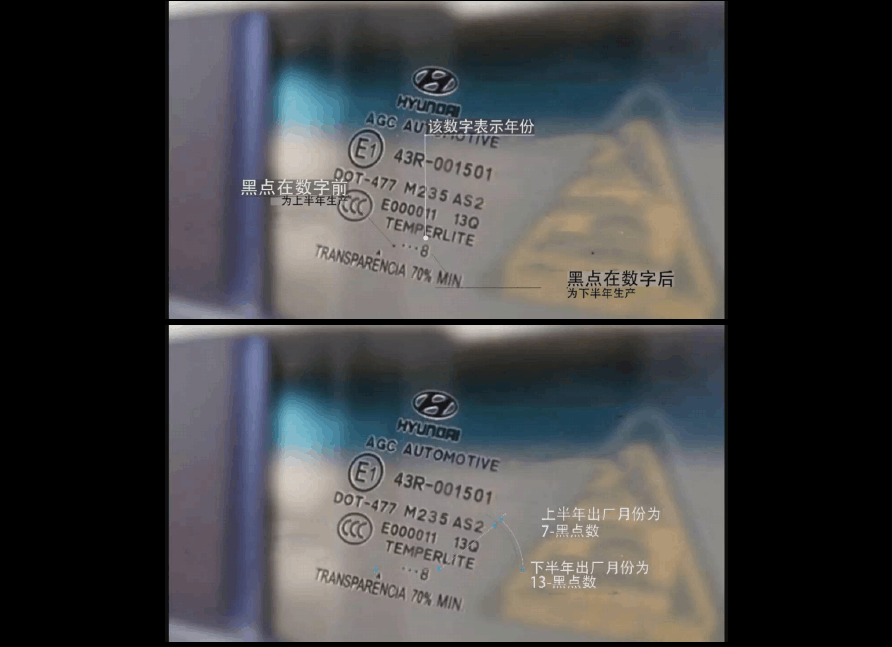 HYUNDAI
AGC AUTOMOTIVE
该数字表示年份
E1 43R-001501
黑点在数字前
为上半年生产
DOT-477 M235 AS2
CCC E000011 13Q
TEMPERLITE
...8
TRANSPARÊNCIA 70% MIN
黑点在数字后
为下半年生产
HYUNDAI
AGC AUTOMOTIVE
E1 43R-001501
DOT-477 M235 AS2
CCC E000011 13Q
TEMPERLITE
...8
TRANSPARÊNCIA 70% MIN
上半年出厂月份为
7-黑点数
下半年出厂月份为
13-黑点数